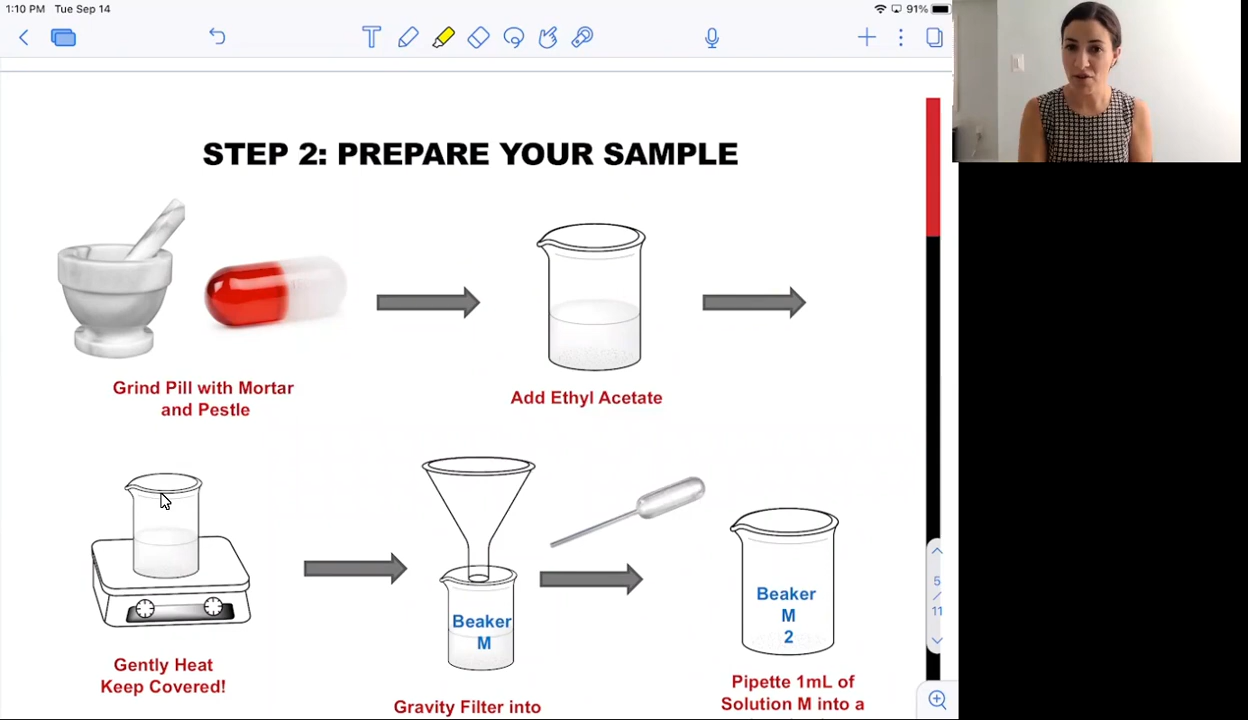 1:10 PM Tue Sep 14
91%
T
STEP 2: PREPARE YOUR SAMPLE
Grind Pill with Mortar
and Pestle
Add Ethyl Acetate
Beaker
M
Beaker
M
2
5
/
11
Gently Heat
Keep Covered!
Gravity Filter into
Pipette 1mL of
Solution M into a